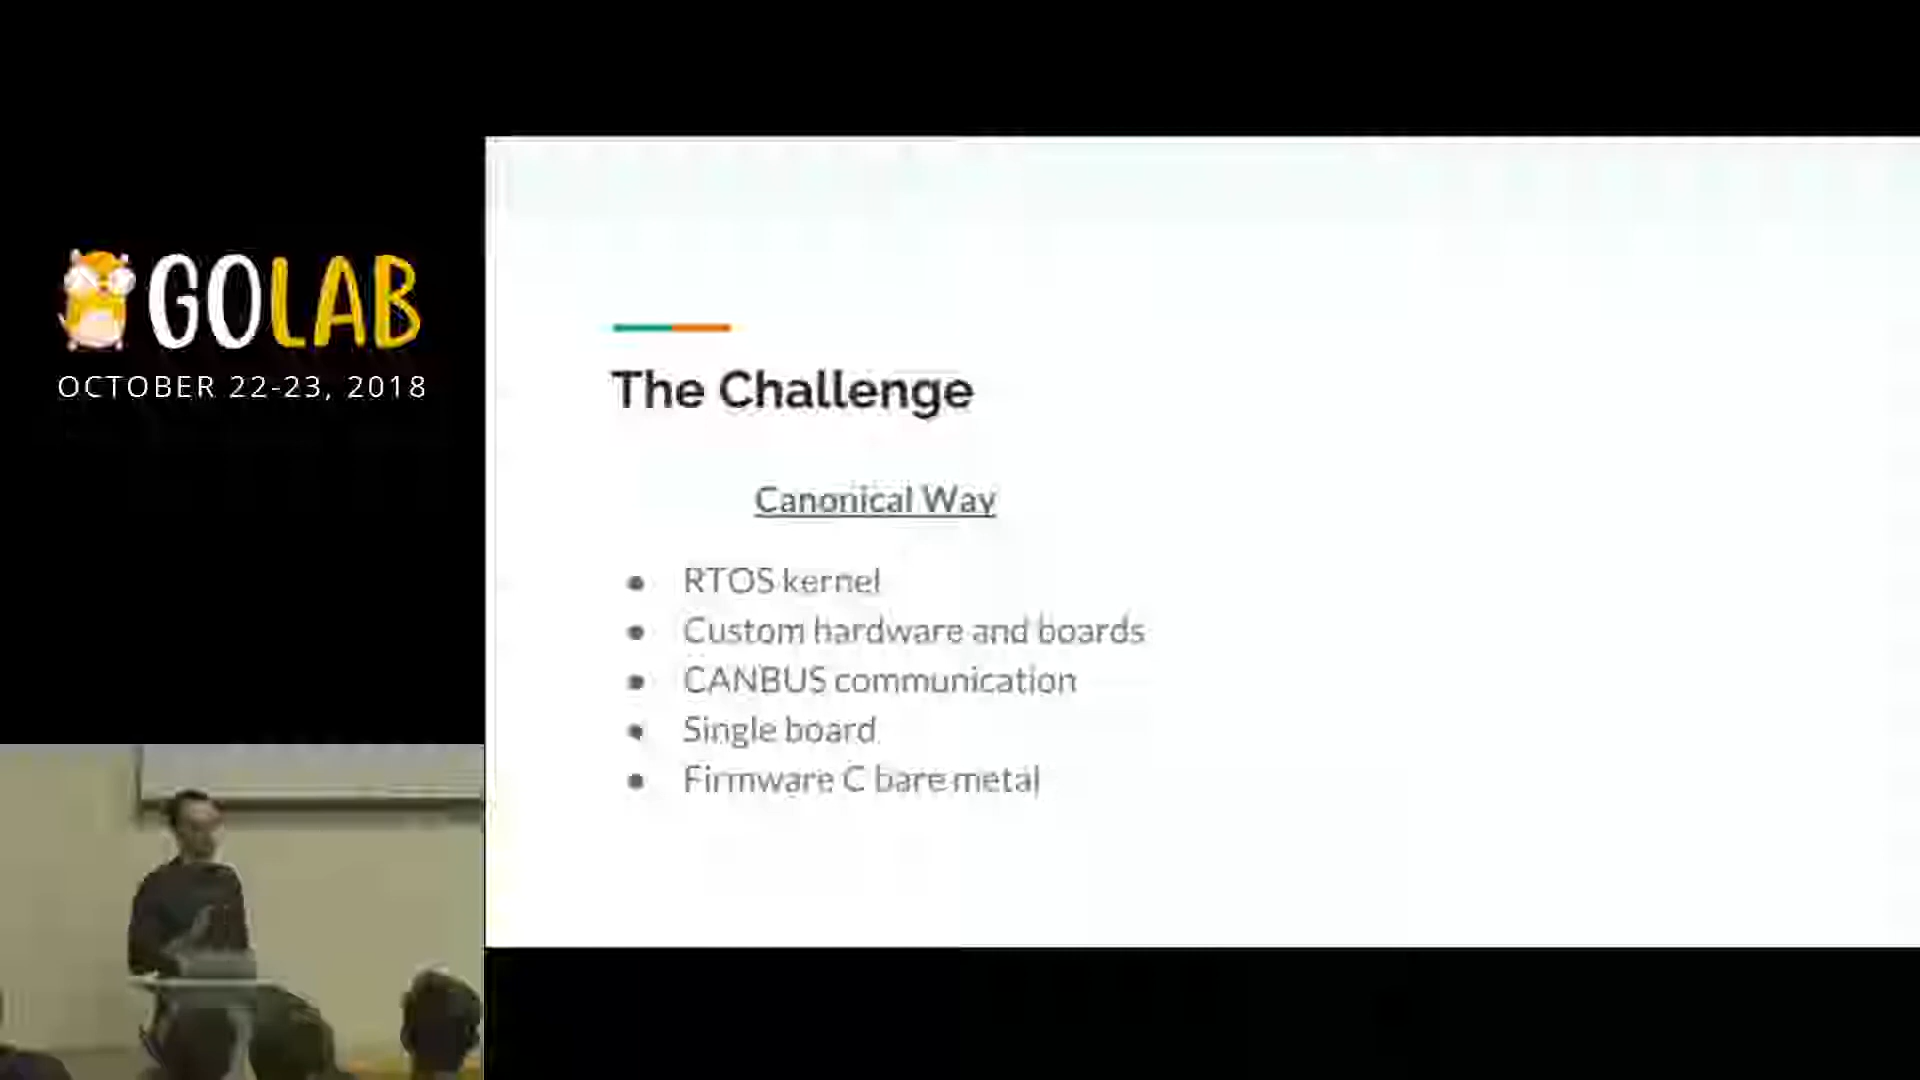 GOLAB
OCTOBER 22-23, 2018
The Challenge
Canonical Way
● RTOS kernel
● Custom hardware and boards
● CANBUS communication
● Single board
● Firmware C bare metal